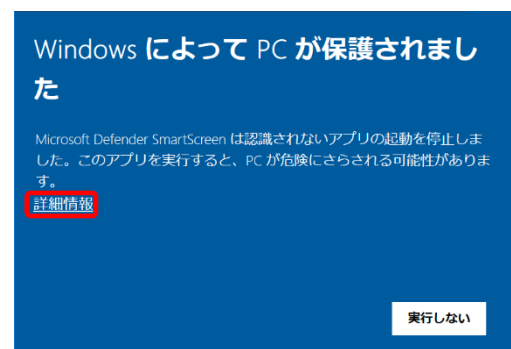 Windows によって PC が保護されまし
た
Microsoft Defender SmartScreen は認識されないアプリの起動を停止しま
した。このアプリを実行すると、PC が危険にさらされる可能性がありま
す。
詳細情報
実行しない